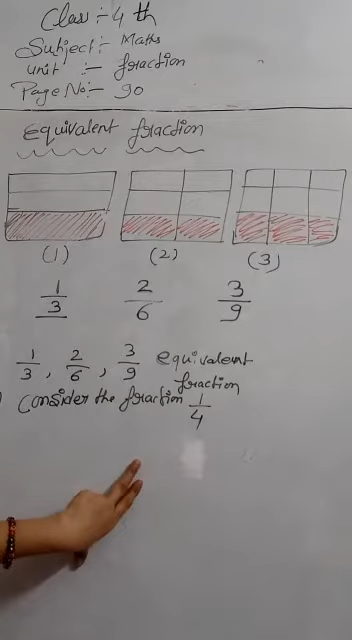 Class :- 4 th
Subject:- Maths
unit :- fraction
Page No:- 90
equivalent fraction
(1) (2) (3)
1/3 2/6 3/9
1/3, 2/6, 3/9 equivalent
fraction
Consider the fraction 1/4